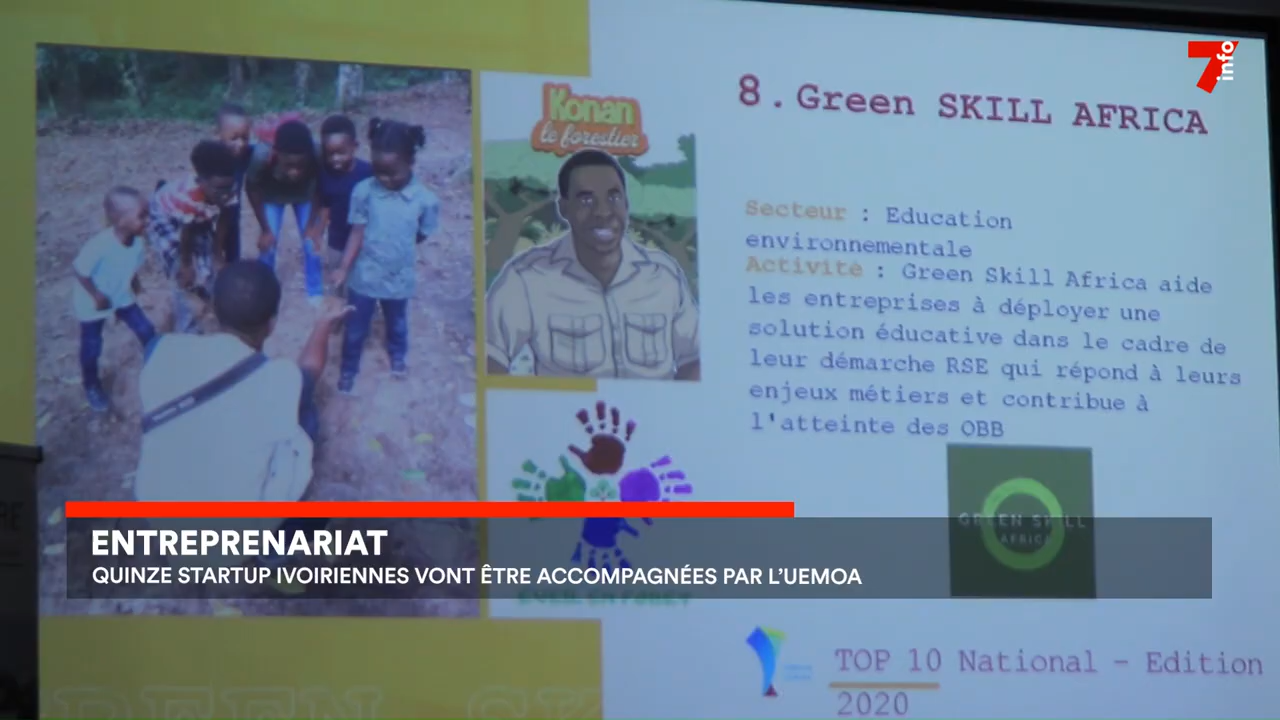 7info
8.Green SKILL AFRICA
Konan
le forestier
Secteur : Education
environnementale
Activité : Green Skill Africa aide
les entreprises à déployer une
solution éducative dans le cadre de
leur démarche RSE qui répond à leurs
enjeux métiers et contribue à
l'atteinte des OBB
GREEN SKILL
AFRICA
ENTREPRENARIAT
QUINZE STARTUP IVOIRIENNES VONT ÊTRE ACCOMPAGNÉES PAR L'UEMOA
TOP 10 National - Edition
2020